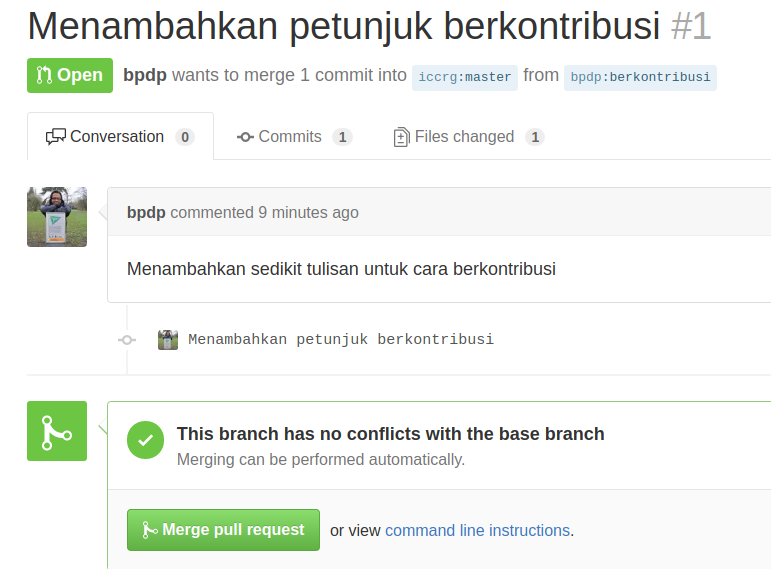 Menambahkan petunjuk berkontribusi #1
Open bpdp wants to merge 1 commit into iccrg:master from bpdp:berkontribusi
Conversation 0 Commits 1 Files changed 1
bpdp commented 9 minutes ago
Menambahkan sedikit tulisan untuk cara berkontribusi
Menambahkan petunjuk berkontribusi
This branch has no conflicts with the base branch
Merging can be performed automatically.
Merge pull request or view command line instructions.